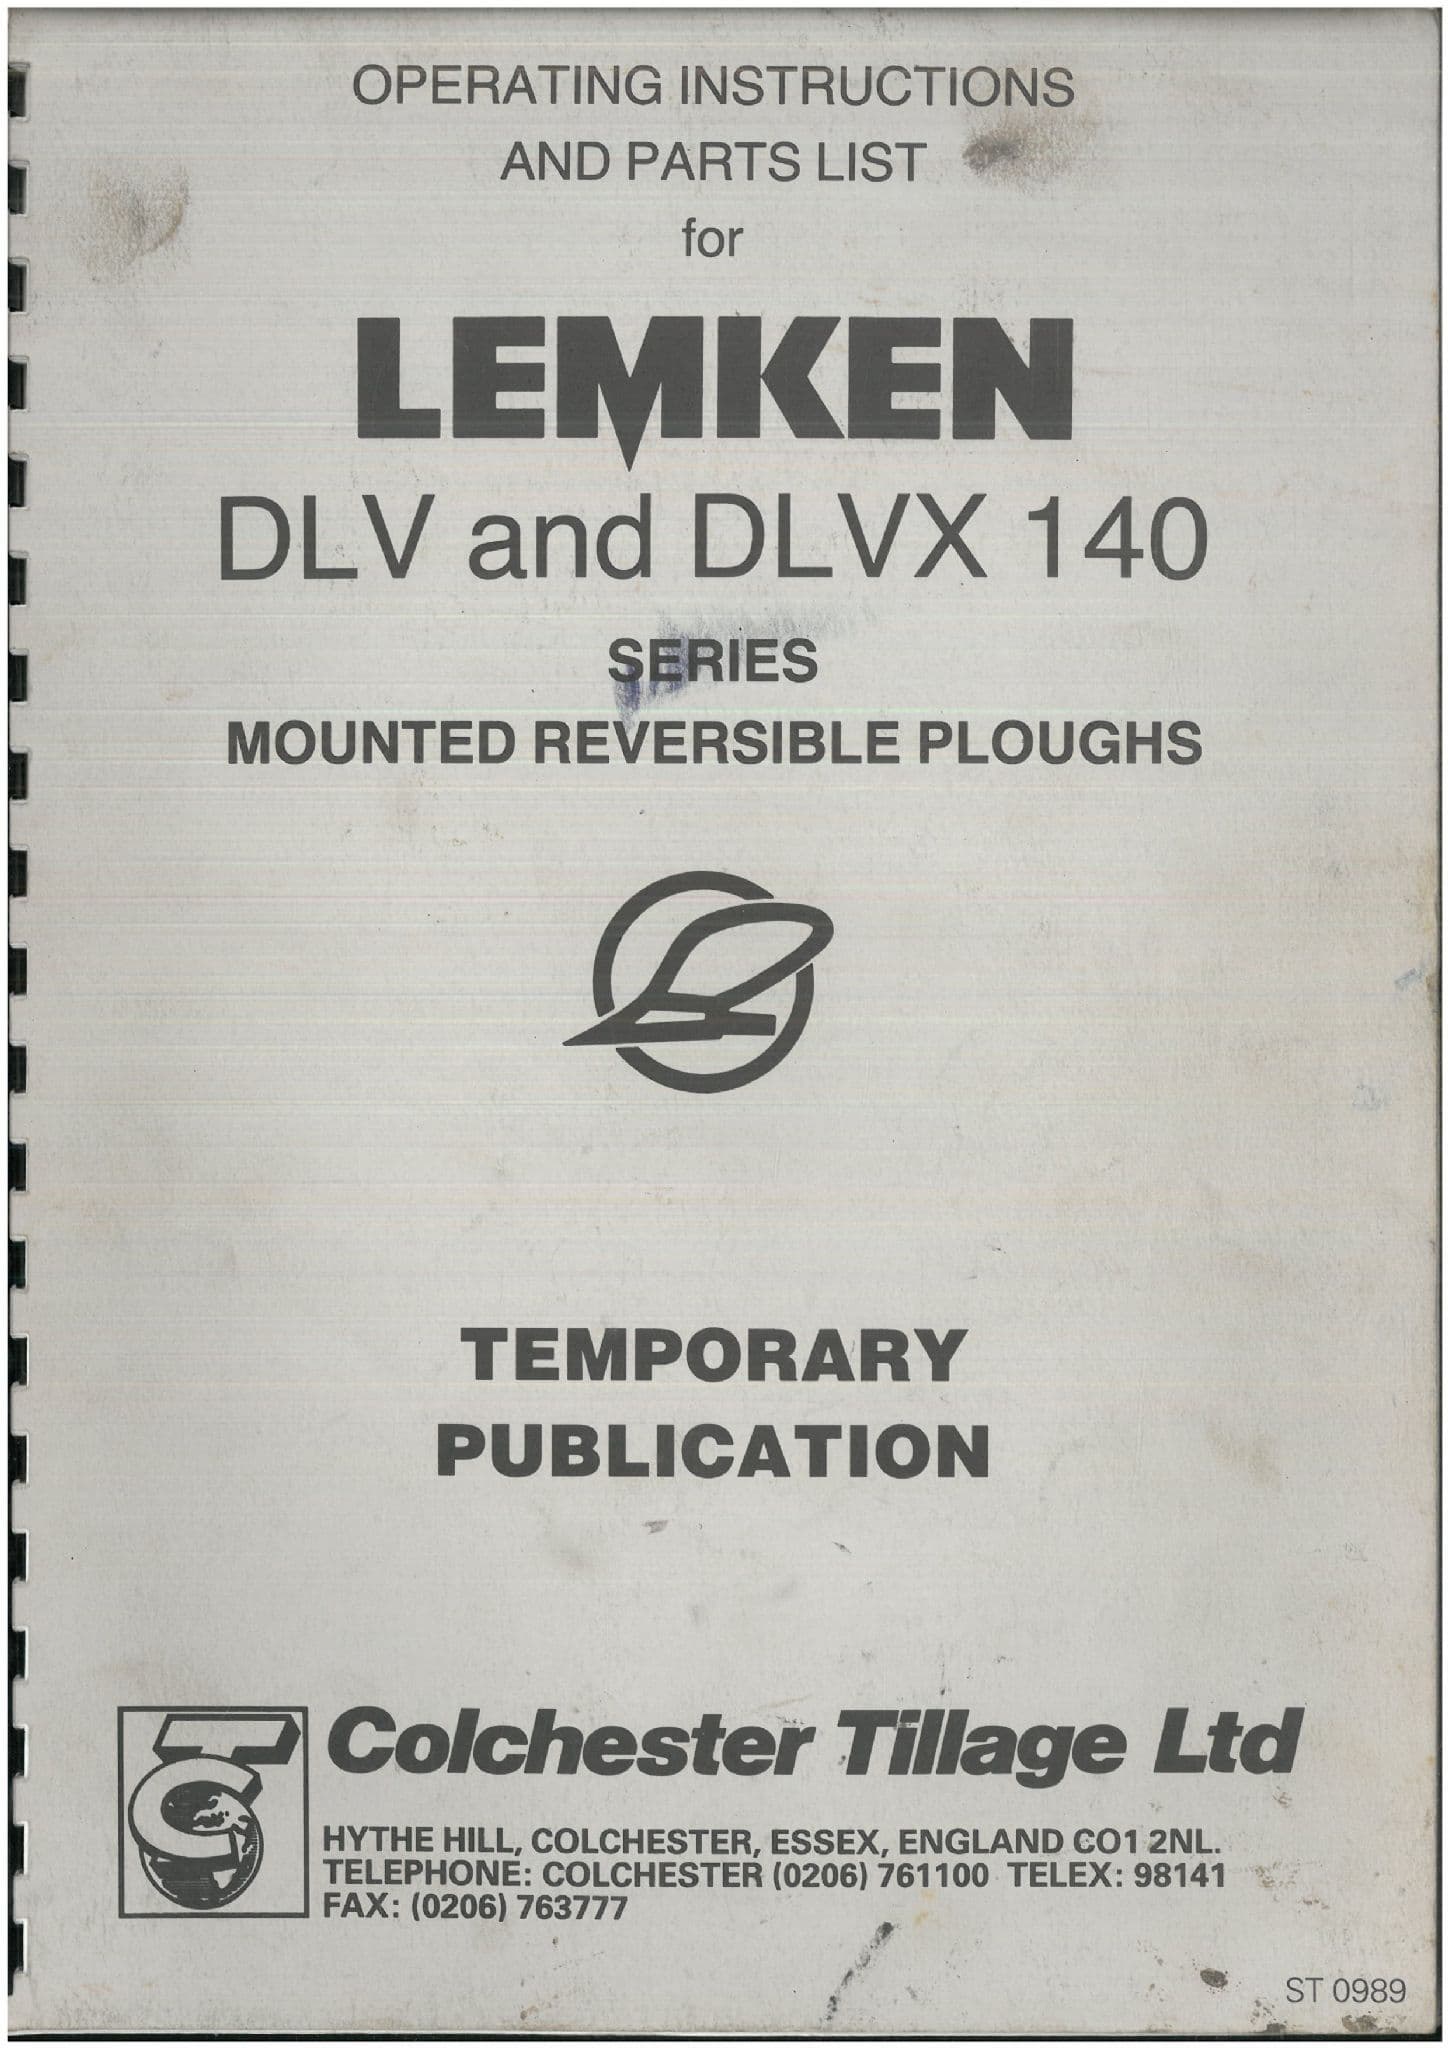 OPERATING INSTRUCTIONS
AND PARTS LIST
for
LEMKEN
DLV and DLVX 140
SERIES
MOUNTED REVERSIBLE PLOUGHS
TEMPORARY
PUBLICATION
Colchester Tillage Ltd
HYTHE HILL, COLCHESTER, ESSEX, ENGLAND CO1 2NL.
TELEPHONE: COLCHESTER (0206) 761100 TELEX: 98141
FAX: (0206) 763777
ST 0989